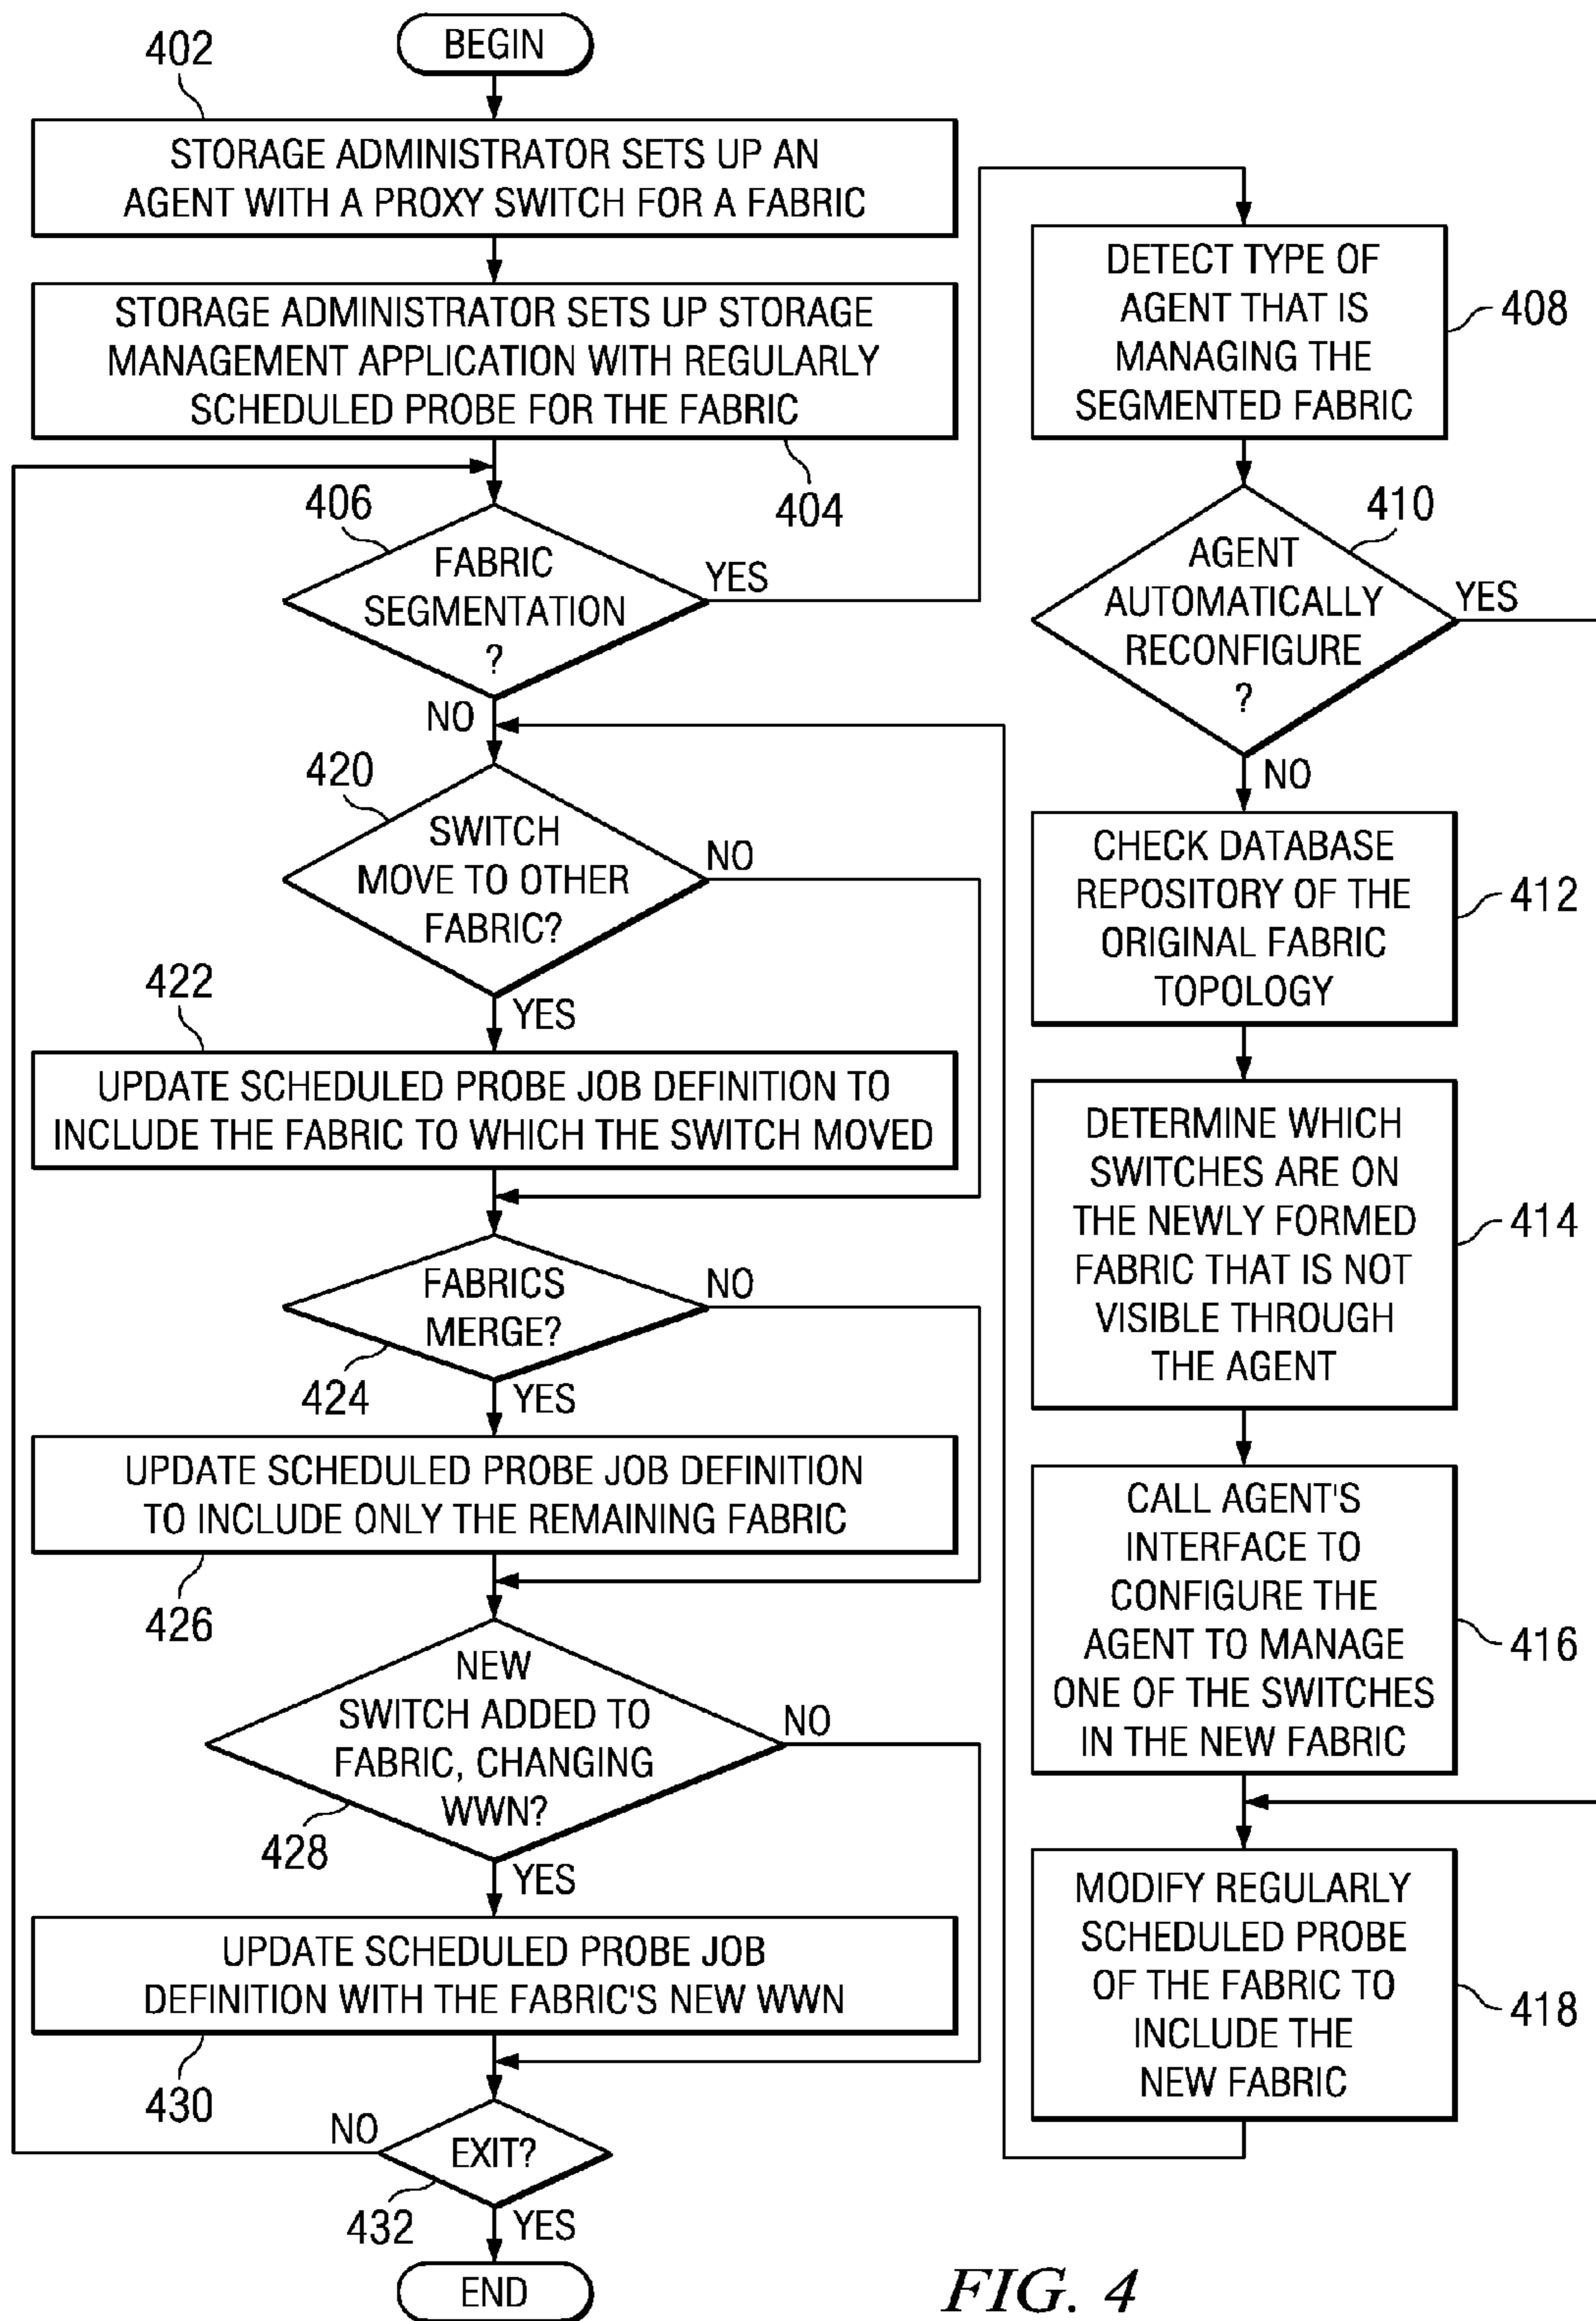 BEGIN
402
STORAGE ADMINISTRATOR SETS UP AN
AGENT WITH A PROXY SWITCH FOR A FABRIC
STORAGE ADMINISTRATOR SETS UP STORAGE
MANAGEMENT APPLICATION WITH REGULARLY
SCHEDULED PROBE FOR THE FABRIC
404
406
FABRIC
SEGMENTATION
?
YES
NO
420
SWITCH
MOVE TO OTHER
FABRIC?
NO
YES
422
UPDATE SCHEDULED PROBE JOB DEFINITION TO
INCLUDE THE FABRIC TO WHICH THE SWITCH MOVED
FABRICS
MERGE?
NO
424
YES
UPDATE SCHEDULED PROBE JOB DEFINITION
TO INCLUDE ONLY THE REMAINING FABRIC
426
NEW
SWITCH ADDED TO
FABRIC, CHANGING
WWN?
NO
428
YES
UPDATE SCHEDULED PROBE JOB
DEFINITION WITH THE FABRIC'S NEW WWN
430
NO
EXIT?
432
YES
END
DETECT TYPE OF
AGENT THAT IS
MANAGING THE
SEGMENTED FABRIC
408
410
AGENT
AUTOMATICALLY
RECONFIGURE
?
YES
NO
CHECK DATABASE
REPOSITORY OF THE
ORIGINAL FABRIC
TOPOLOGY
412
DETERMINE WHICH
SWITCHES ARE ON
THE NEWLY FORMED
FABRIC THAT IS NOT
VISIBLE THROUGH
THE AGENT
414
CALL AGENT'S
INTERFACE TO
CONFIGURE THE
AGENT TO MANAGE
ONE OF THE SWITCHES
IN THE NEW FABRIC
416
MODIFY REGULARLY
SCHEDULED PROBE
OF THE FABRIC TO
INCLUDE THE
NEW FABRIC
418
FIG. 4